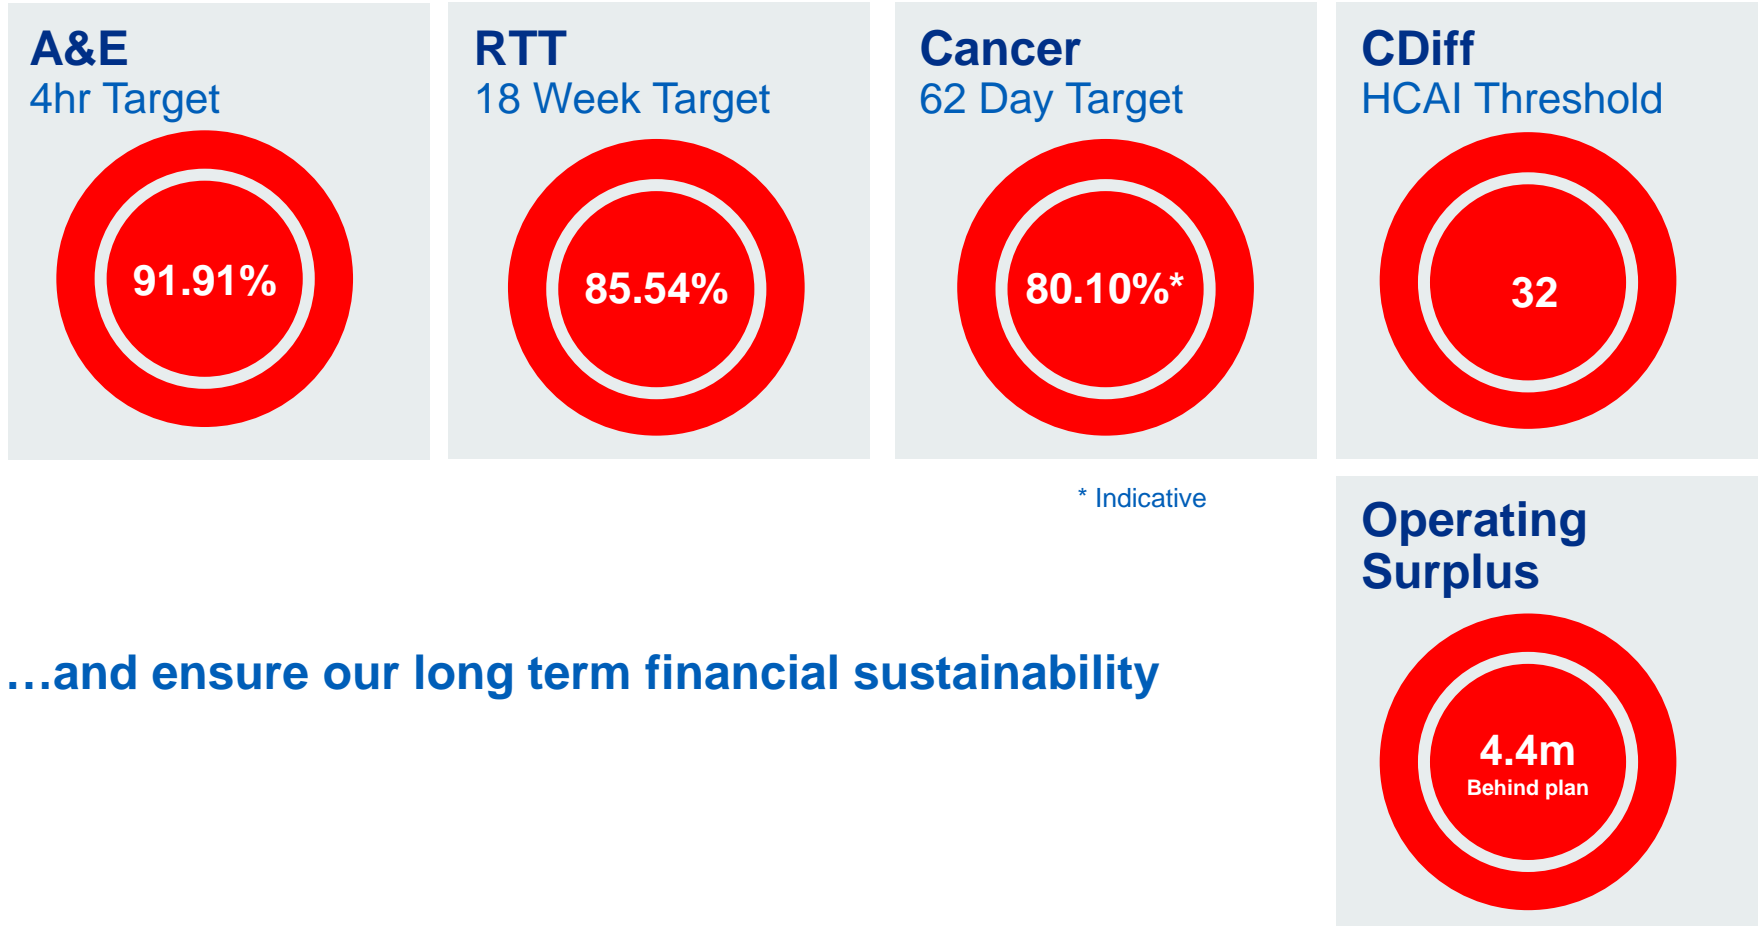 A&E
4hr Target
91.91%
RTT
18 Week Target
85.54%
Cancer
62 Day Target
80.10%*
CDiff
HCAI Threshold
32
* Indicative
Operating
Surplus
4.4m
Behind plan
…and ensure our long term financial sustainability